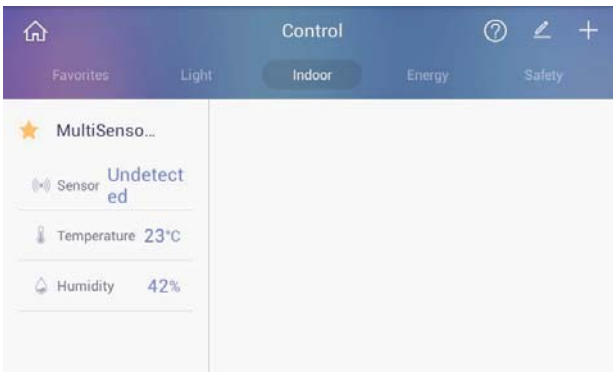 Control
Favorites Light Indoor Energy Safety
MultiSenso...
Sensor Undetect
ed
Temperature 23°C
Humidity 42%